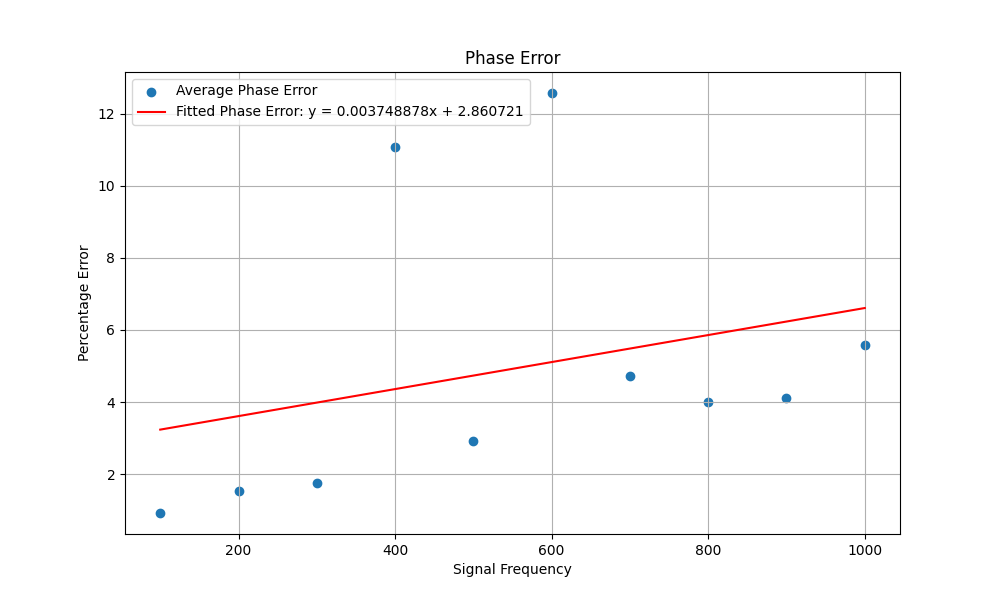 Phase Error
Average Phase Error
Fitted Phase Error: y = 0.003748878x + 2.860721
12
10
8
6
4
2
Percentage Error
200 400 600 800 1000
Signal Frequency